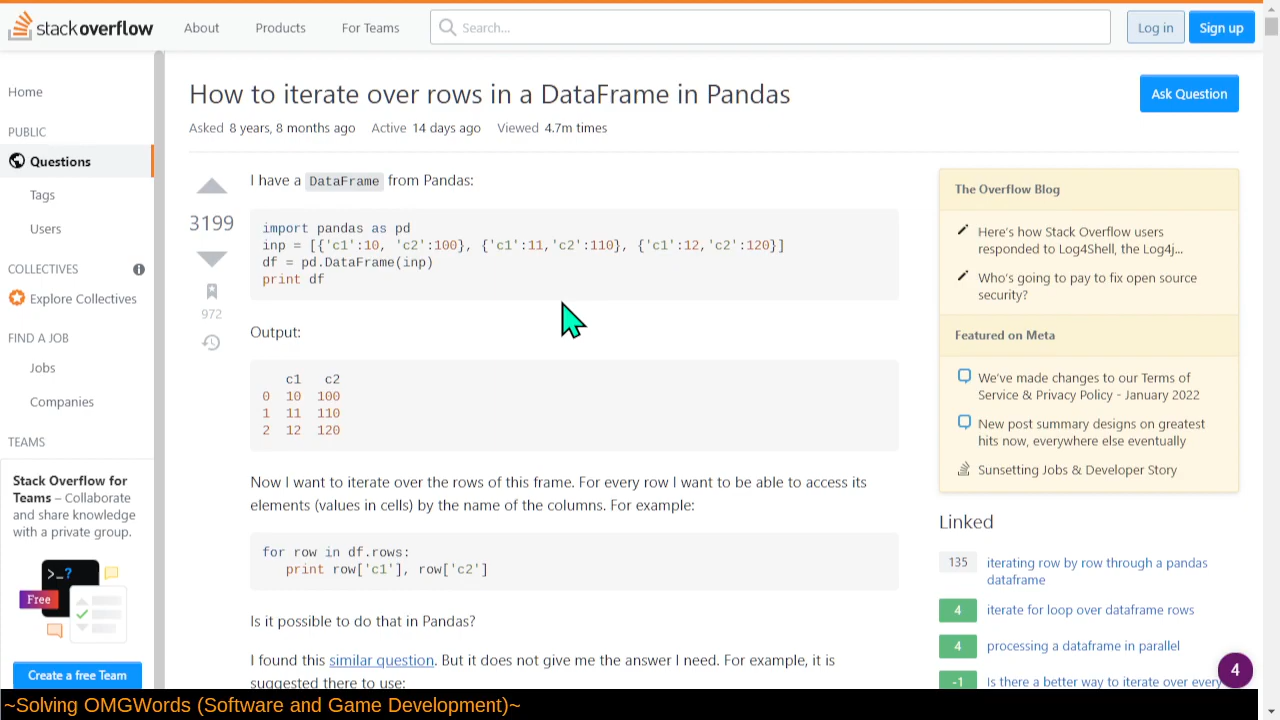 stackoverflow
About
Products
For Teams
Search...
Log in
Sign up
Home
PUBLIC
Questions
Tags
Users
COLLECTIVES
Explore Collectives
FIND A JOB
Jobs
Companies
TEAMS
Stack Overflow for
Teams – Collaborate
and share knowledge
with a private group.
>_?
Free
Create a free Team
How to iterate over rows in a DataFrame in Pandas
Ask Question
Asked 8 years, 8 months ago Active 14 days ago Viewed 4.7m times
3199
972
I have a DataFrame from Pandas:
import pandas as pd
inp = [{'c1':10, 'c2':100}, {'c1':11,'c2':110}, {'c1':12,'c2':120}]
df = pd.DataFrame(inp)
print df
Output:
c1 c2
0 10 100
1 11 110
2 12 120
Now I want to iterate over the rows of this frame. For every row I want to be able to access its
elements (values in cells) by the name of the columns. For example:
for row in df.rows:
print row['c1'], row['c2']
Is it possible to do that in Pandas?
I found this similar question. But it does not give me the answer I need. For example, it is
suggested there to use:
The Overflow Blog
Here's how Stack Overflow users
responded to Log4Shell, the Log4j...
Who's going to pay to fix open source
security?
Featured on Meta
We've made changes to our Terms of
Service & Privacy Policy - January 2022
New post summary designs on greatest
hits now, everywhere else eventually
Sunsetting Jobs & Developer Story
Linked
135 iterating row by row through a pandas
dataframe
4 iterate for loop over dataframe rows
4 processing a dataframe in parallel
-1 Is there a better way to iterate over every
4
~Solving OMGWords (Software and Game Development)~